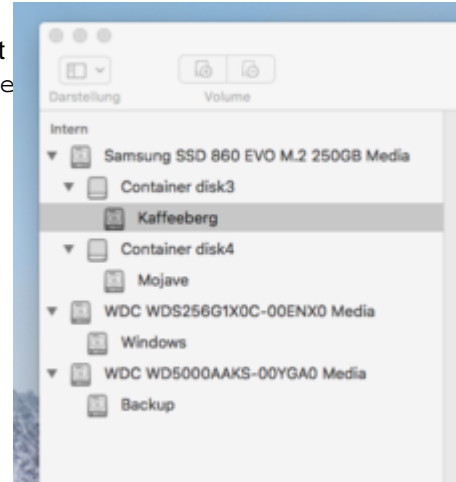 t
e
Darstellung Volume
Intern
Samsung SSD 860 EVO M.2 250GB Media
Container disk3
Kaffeeberg
Container disk4
Mojave
WDC WDS256G1X0C-00ENX0 Media
Windows
WDC WD5000AAKS-00YGA0 Media
Backup